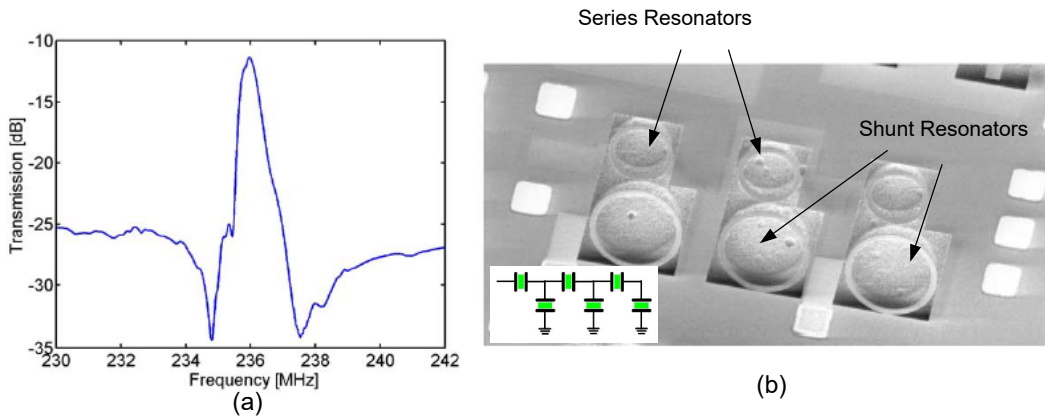 -10
-15
-20
-25
-30
-35
Transmission [dB]
230 232 234 236 238 240 242
Frequency [MHz]
(a)
Series Resonators
Shunt Resonators
(b)